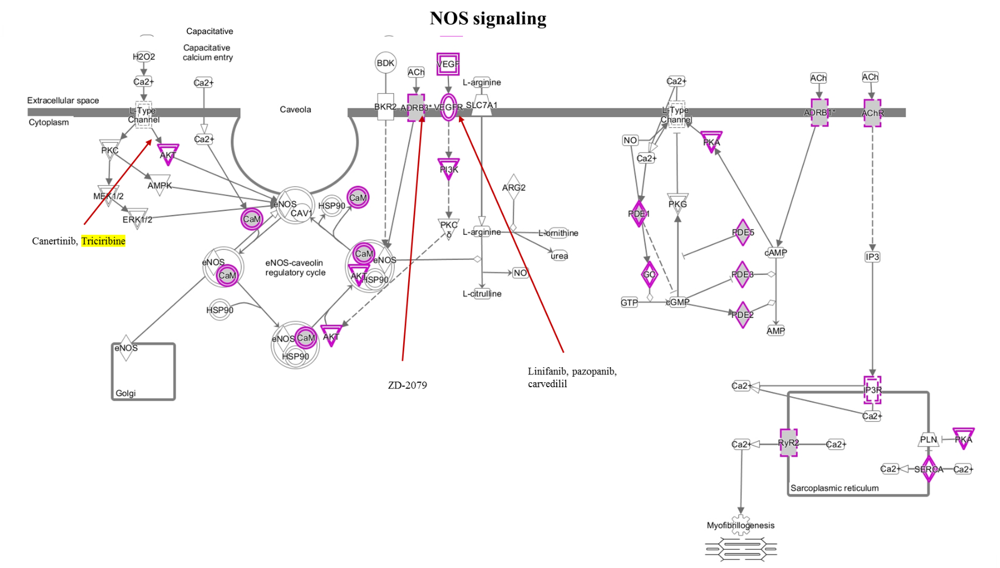 NOS signaling
Capacitative
Capacitative
calcium entry
H2O2
Ca2+
Ca2+
Extracellular space
Cytoplasm
L-Type
Channel
Caveola
BDK
ACh
VEGF
L-arginine
BKR2
ADRB3*
VEGFR
SLC7A1
Ca2+
L-Type
Channel
ACh
ACh
ADRB1*
AChR
PKC
AKT
Ca2+
AMPK
MEK1/2
ERK1/2
Canertinib, Triciribine
eNOS
CAV1
HSP90
CaM
CaM
PI3K
PKC
δ
ARG2
L-arginine
L-ornithine
urea
NO
L-citrulline
eNOS
CaM
eNOS-caveolin
regulatory cycle
CaM
eNOS
AKT
HSP90
HSP90
eNOS
CaM
HSP90
AKT
eNOS
Golgi
ZD-2079
Linifanib, pazopanib,
carvedilil
NO
Ca2+
PKA
PDE1
PKG
PDE5
cAMP
GC
PDE3
GTP
cGMP
PDE2
AMP
IP3
Ca2+
IP3R
Ca2+
Ca2+
RyR2
Ca2+
PLN
PKA
Ca2+
SERCA
Ca2+
Sarcoplasmic reticulum
Myofibrillogenesis